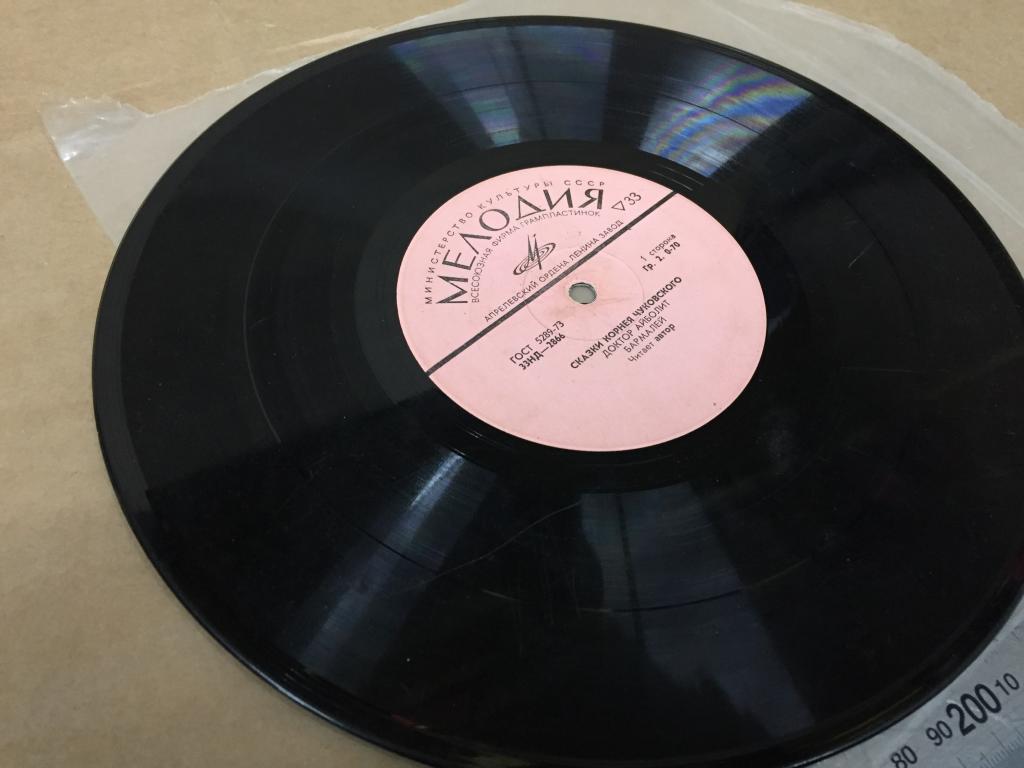 МИНИСТЕРСТВО КУЛЬТУРЫ СССР
МЕЛОДИЯ
33
ВСЕСОЮЗНАЯ ФИРМА ГРАМПЛАСТИНОК
АПРЕЛЕВСКИЙ ОРДЕНА ЛЕНИНА ЗАВОД
ГОСТ 5289-73
33НД—2866
1 сторона
Гр. 2 0-70
СКАЗКИ КОРНЕЯ ЧУКОВСКОГО
ДОКТОР АЙБОЛИТ
БАРМАЛЕЙ
Читает автор
80 90 200 10